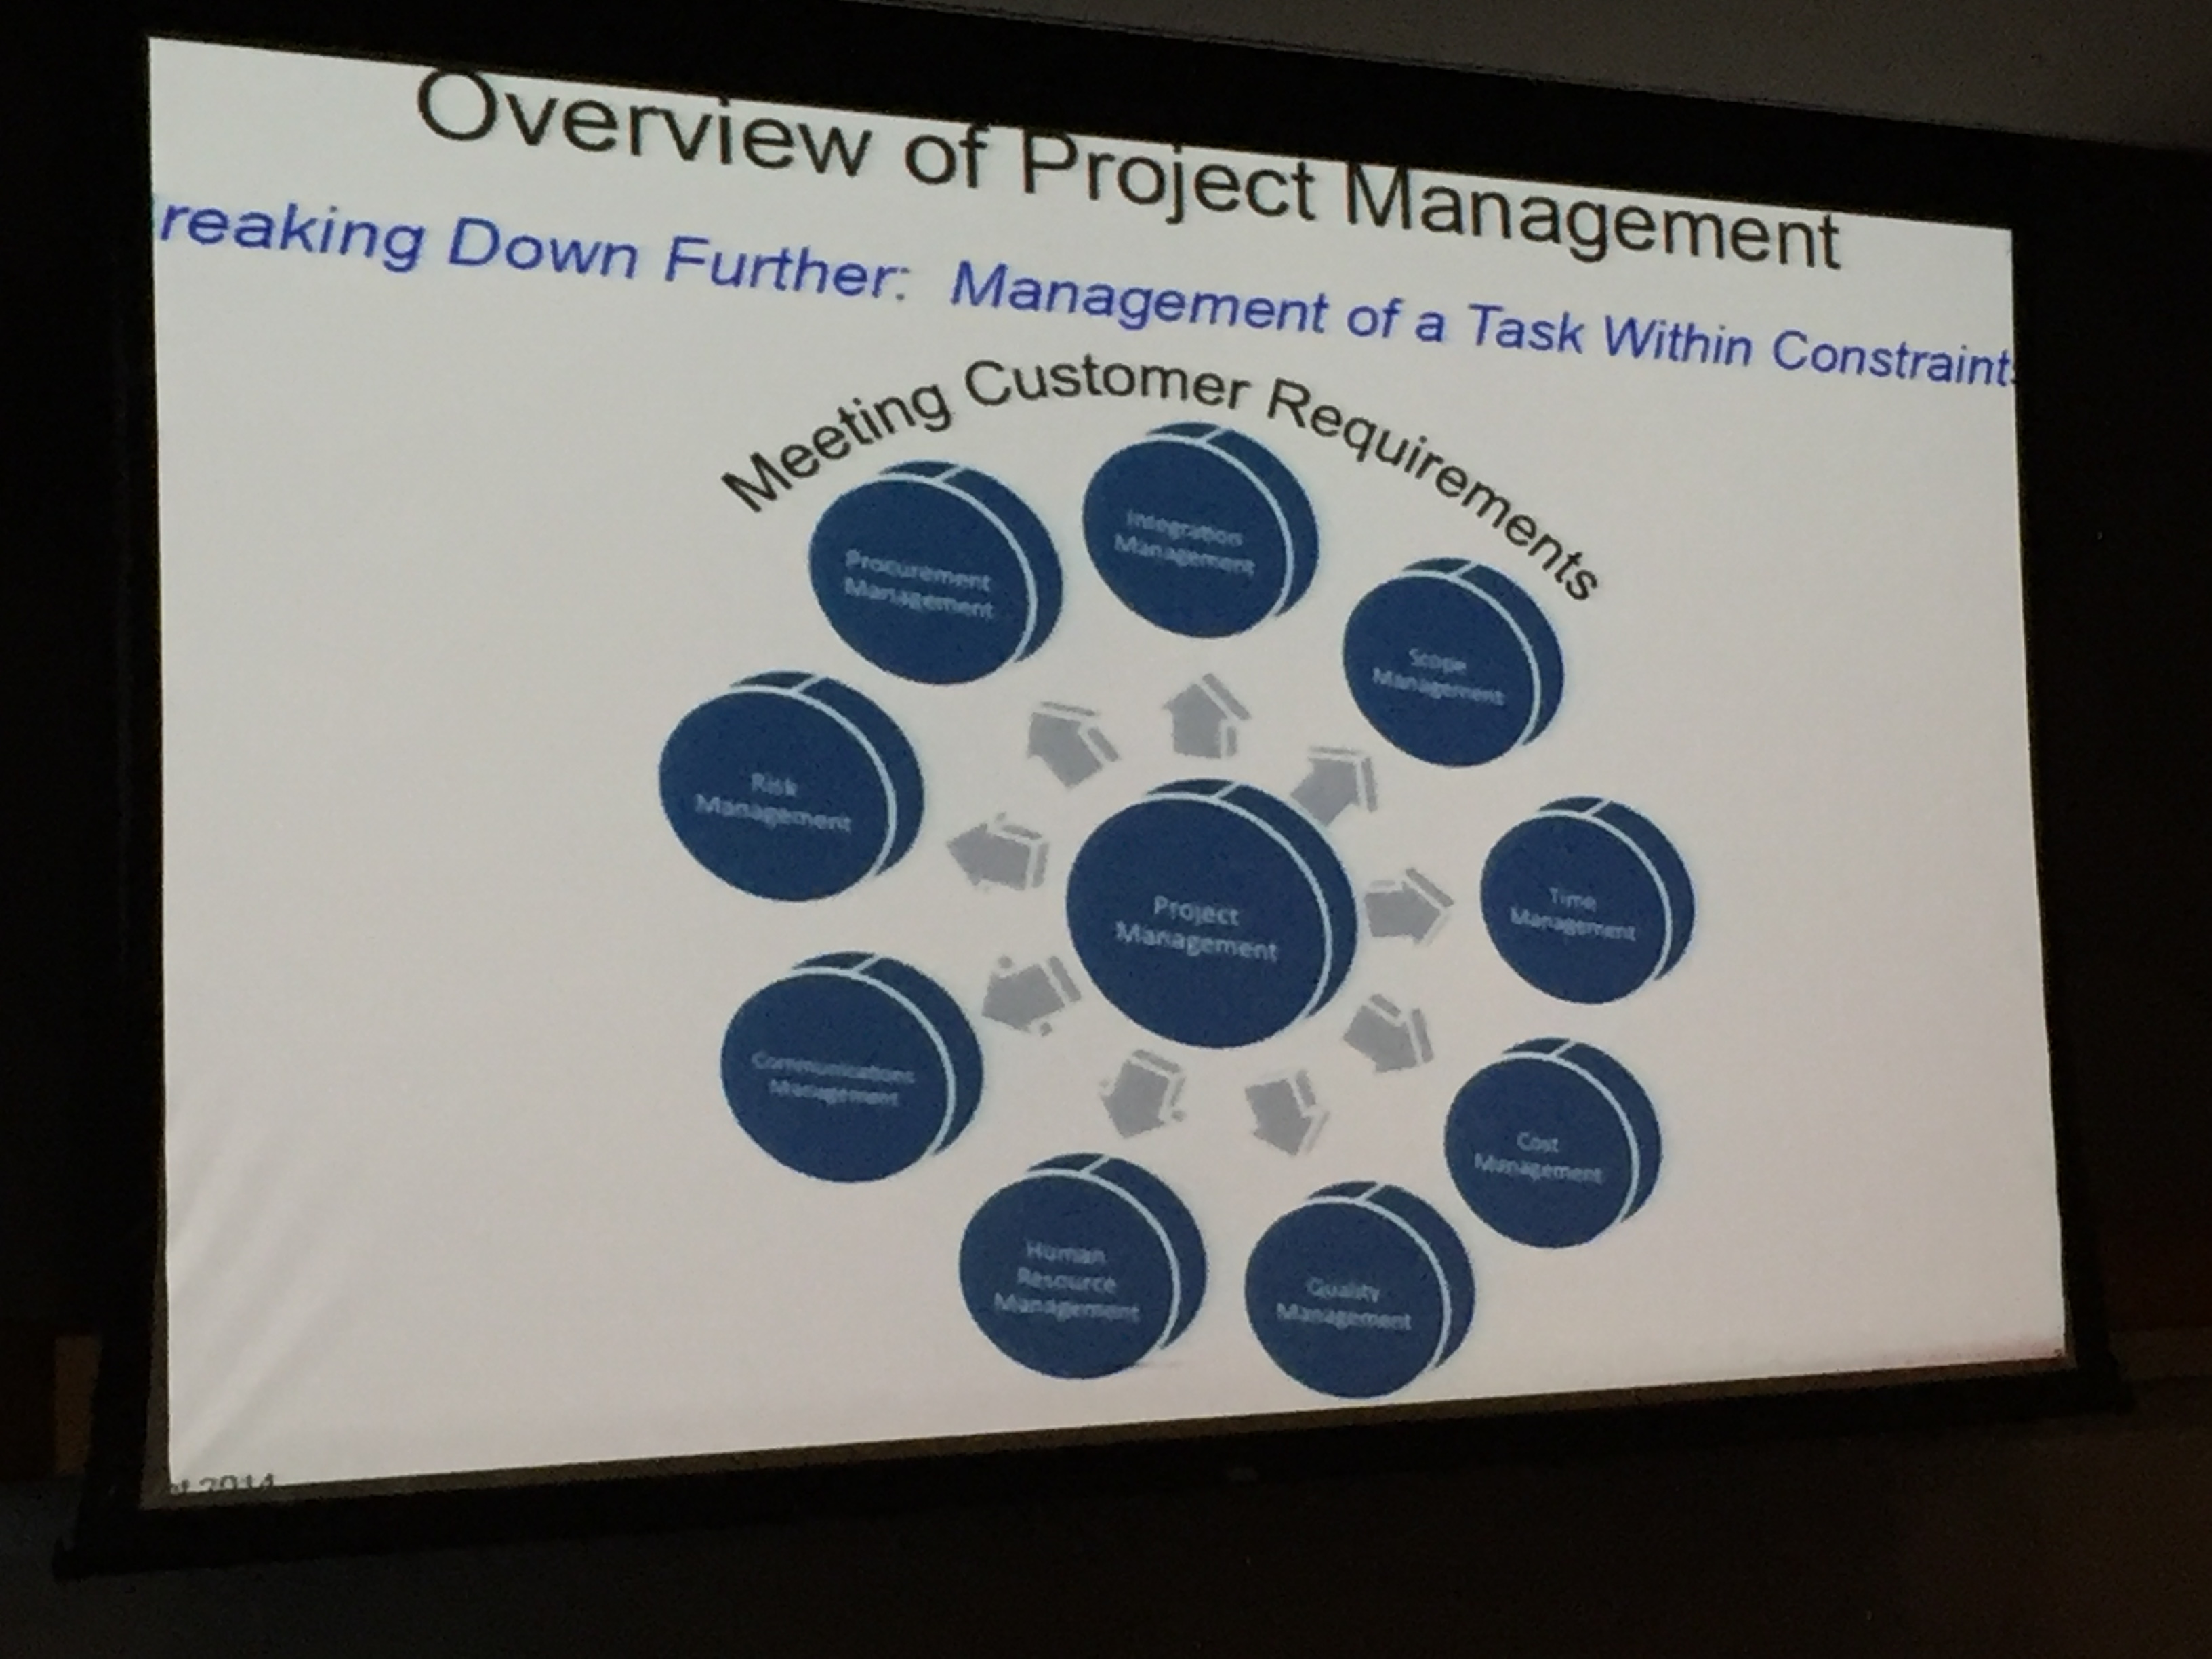 Overview of Project Management
reaking Down Further: Management of a Task Within Constraint
Meeting Customer Requirements
Integration
Management
Scope
Management
Time
Management
Cost
Management
Quality
Management
Human
Resource
Management
Communications
Management
Risk
Management
Procurement
Management
Project
Management
2014